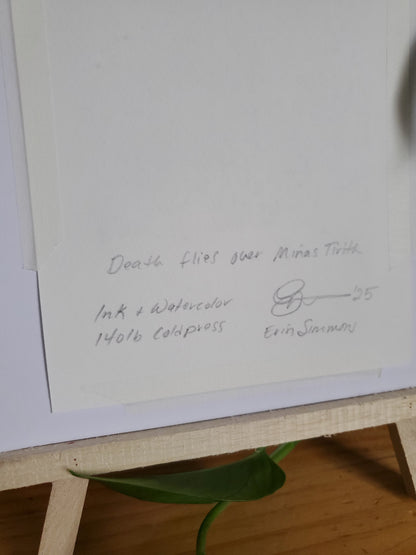 Death flies over Minas Tirith
Ink + Watercolor
'25
140lb Coldpress
Erin Simmons